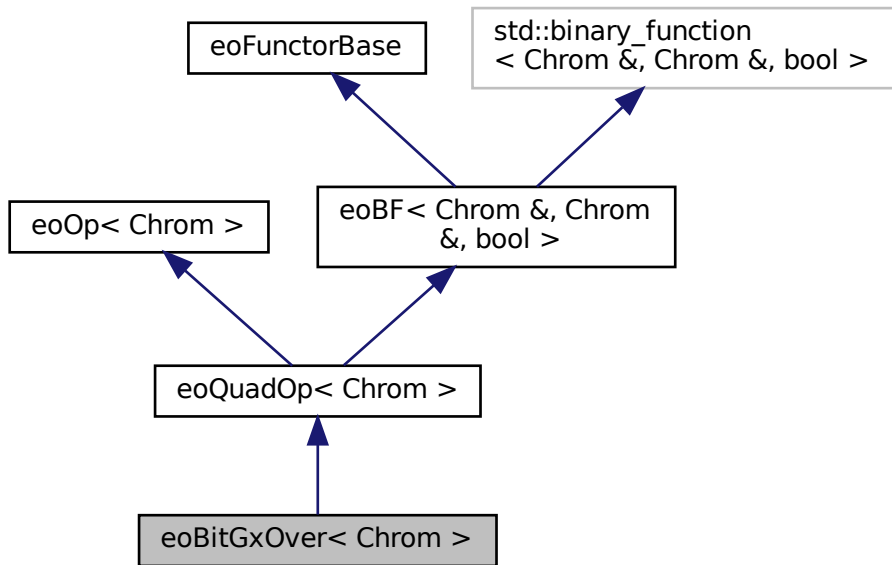 eoFunctorBase
std::binary_function
< Chrom &, Chrom &, bool >
eoOp< Chrom >
eoBF< Chrom &, Chrom
&, bool >
eoQuadOp< Chrom >
eoBitGxOver< Chrom >